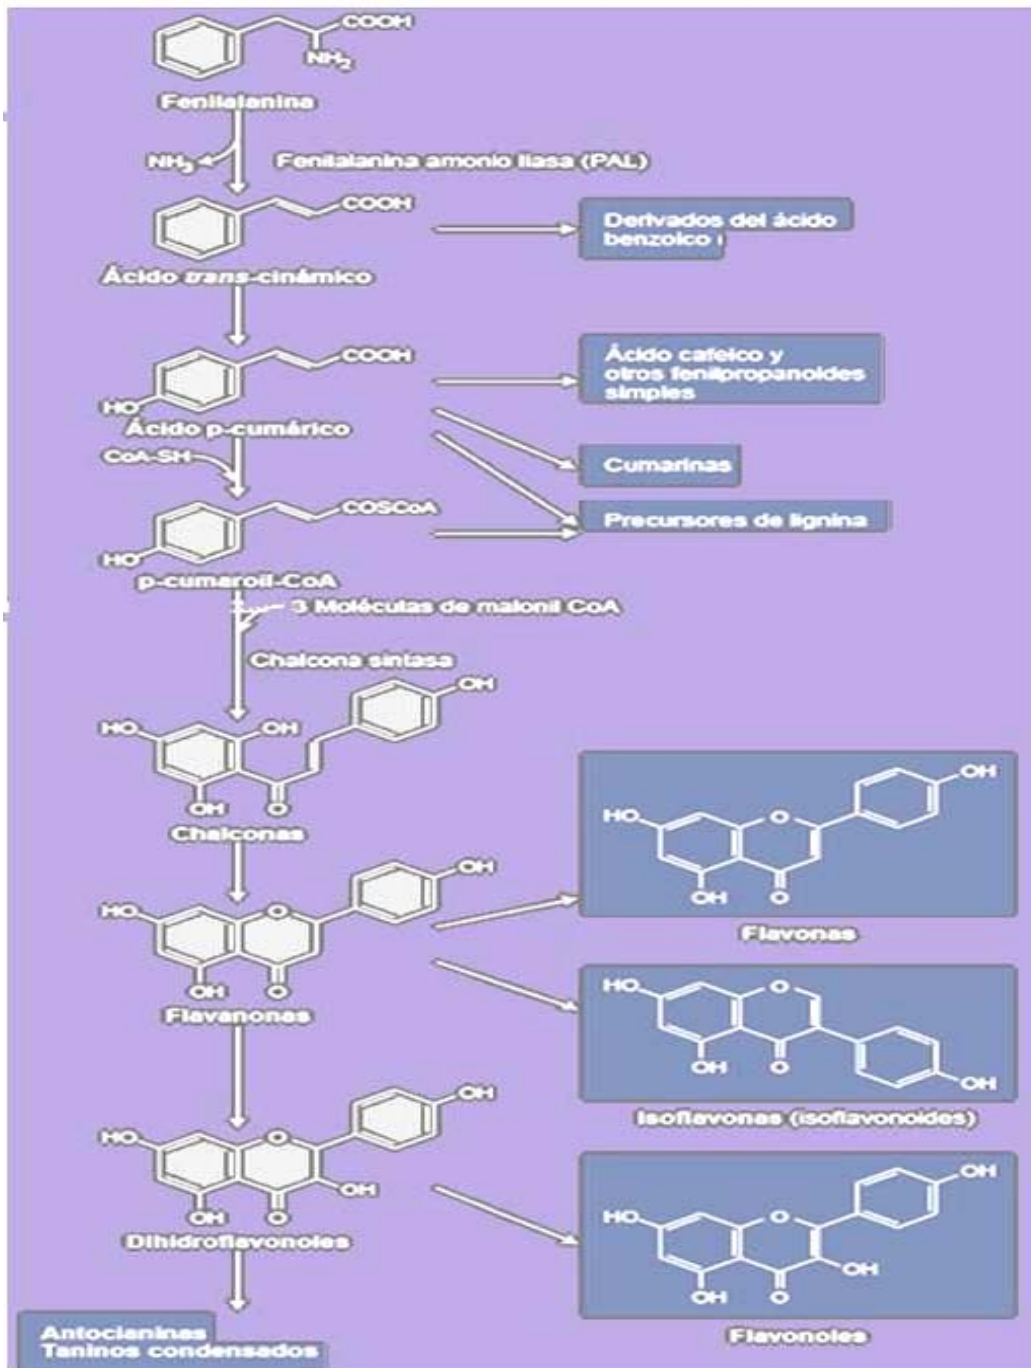 COOH
NH₂
Fenilalanina
NH₃
Fenilalanina amonio liasa (PAL)
COOH
Ácido trans-cinámico
Derivados del ácido
benzoico
COOH
HO
Ácido p-cumárico
Ácido cafeico y
otros fenilpropanoides
simples
CoA-SH
Cumarinas
COSCoA
HO
p-cumaroil-CoA
Precursores de lignina
3 Moléculas de malonil CoA
Chalcona sintasa
OH
HO
OH
OH
O
Chalconas
OH
HO
O
OH
O
Flavonas
OH
HO
O
OH
O
Flavanonas
HO
O
OH
O
OH
Isoflavonas (isoflavonoides)
OH
HO
O
OH
OH
O
Dihidroflavonoles
OH
HO
O
OH
OH
O
Flavonoles
Antocianinas
Taninos condensados